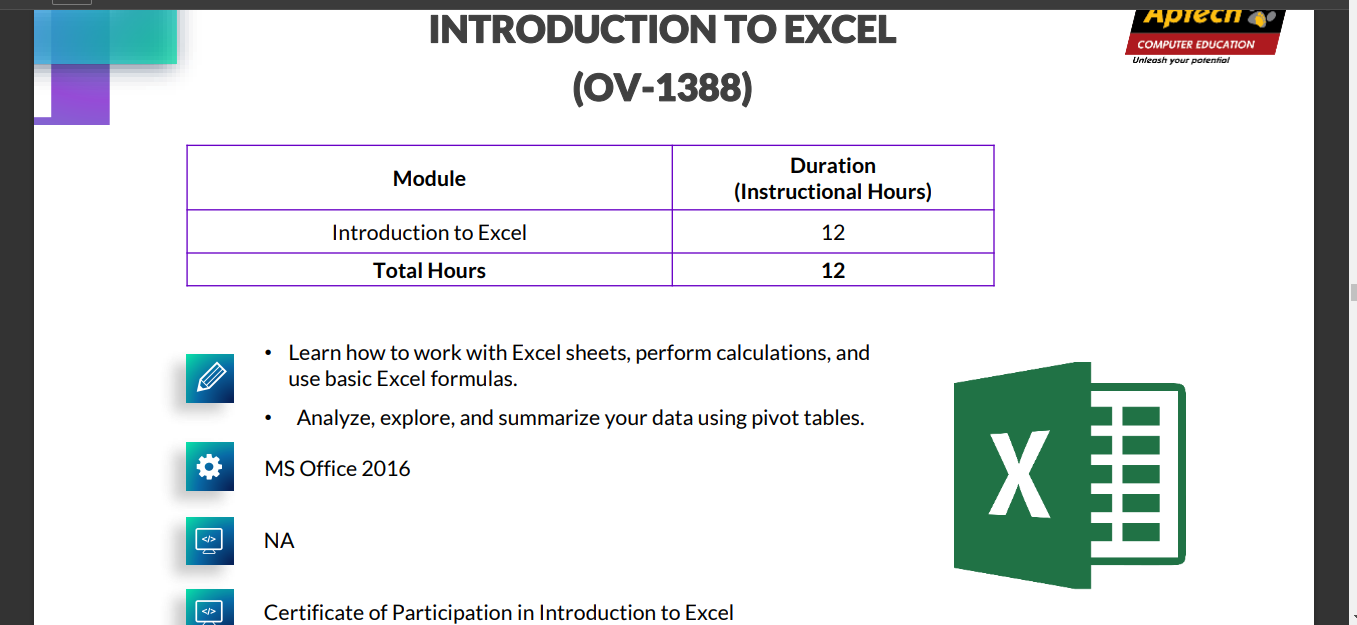 INTRODUCTION TO EXCEL
(OV-1388)
Aptech
COMPUTER EDUCATION
Unleash your potential
Module
Duration
(Instructional Hours)
Introduction to Excel
12
Total Hours
12
• Learn how to work with Excel sheets, perform calculations, and
use basic Excel formulas.
• Analyze, explore, and summarize your data using pivot tables.
MS Office 2016
</>
NA
</>
Certificate of Participation in Introduction to Excel
X